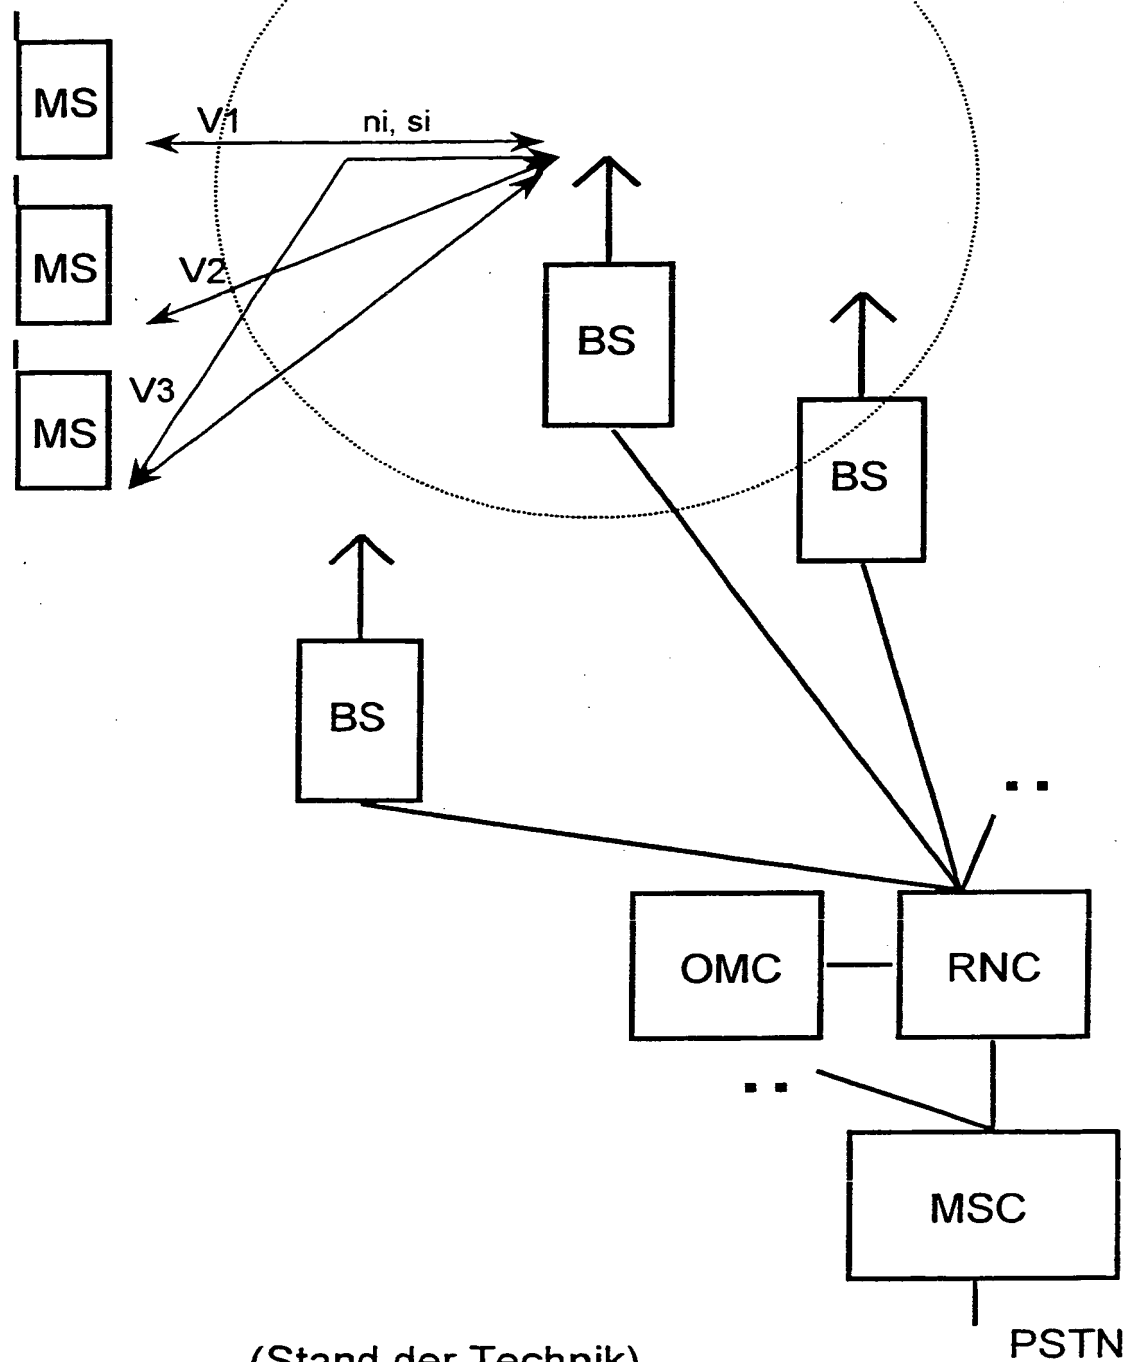 MS
V1
ni, si
MS
V2
BS
V3
MS
BS
BS
OMC
RNC
MSC
PSTN
(Stand der Technik)